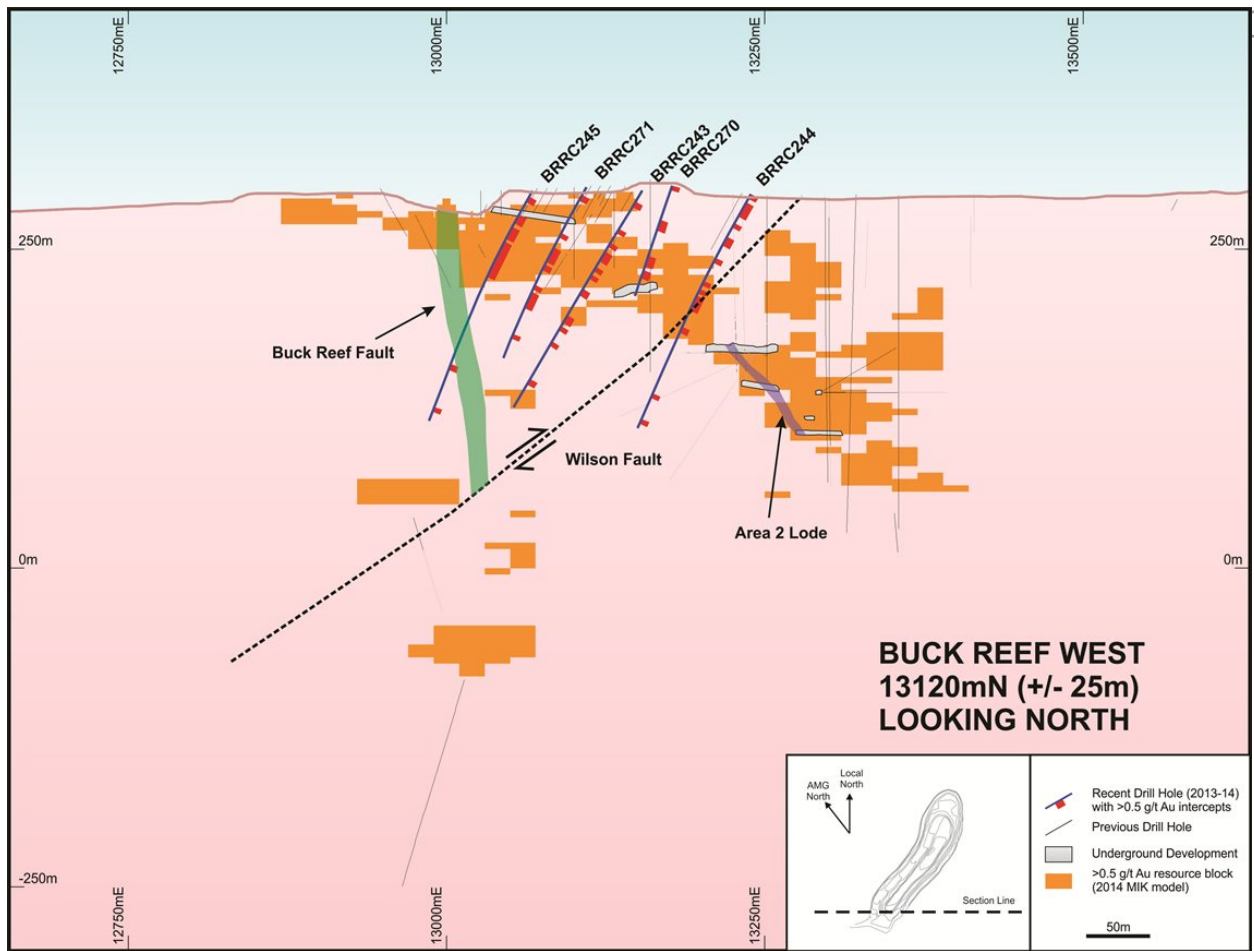 12750mE
13000mE
13250mE
13500mE
BRRC245
BRRC271
BRRC243
BRRC270
BRRC244
250m
250m
Buck Reef Fault
Wilson Fault
Area 2 Lode
0m
0m
BUCK REEF WEST
13120mN (+/- 25m)
LOOKING NORTH
-250m
12750mE
13000mE
13250mE
AMG
North
Local
North
Section Line
Recent Drill Hole (2013-14)
with >0.5 g/t Au intercepts
Previous Drill Hole
Underground Development
>0.5 g/t Au resource block
(2014 MIK model)
50m